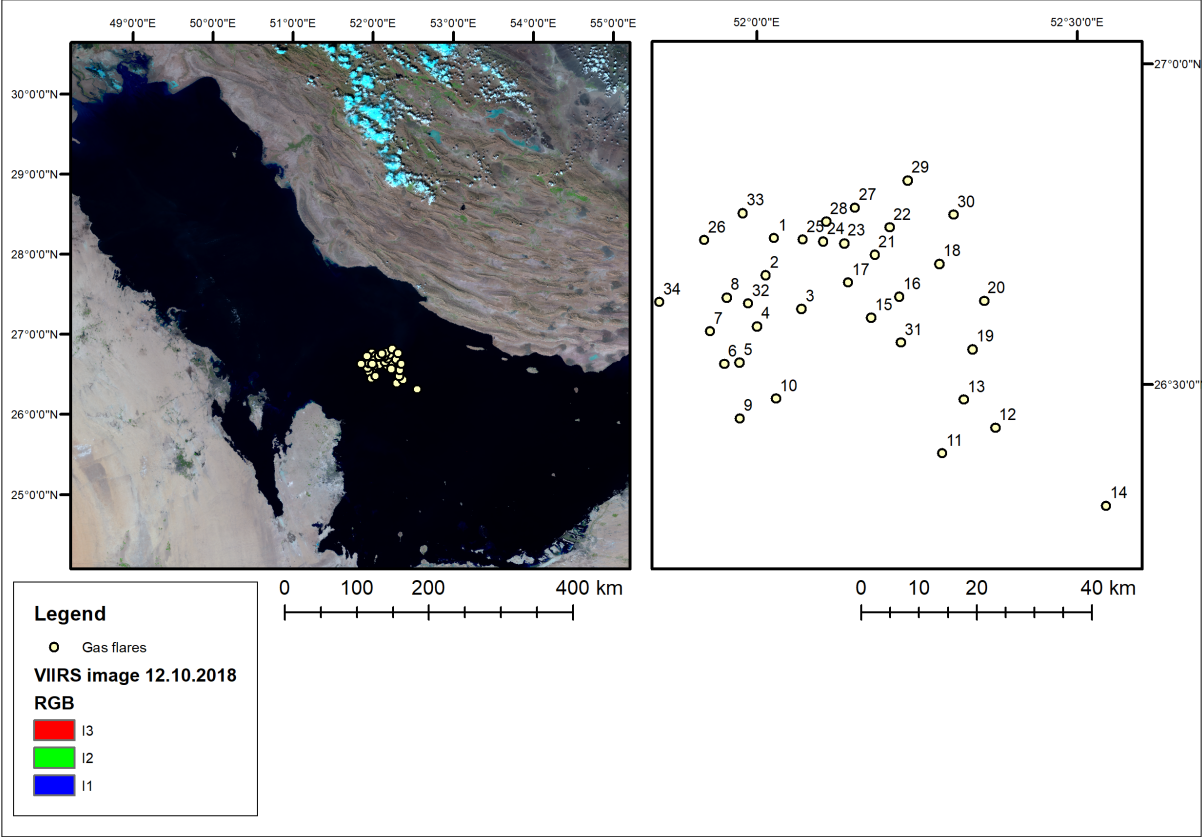 49°0'0"E 50°0'0"E 51°0'0"E 52°0'0"E 53°0'0"E 54°0'0"E 55°0'0"E
52°0'0"E 52°30'0"E
30°0'0"N
29°0'0"N
28°0'0"N
27°0'0"N
26°0'0"N
25°0'0"N
27°0'0"N
26°30'0"N
29
27
33
30
28
22
26
1
25
24
23
21
18
2
17
8
32
34
16
20
3
15
4
7
31
19
6
5
10
13
9
12
11
14
0 100 200 400 km
0 10 20 40 km
Legend
Gas flares
VIIRS image 12.10.2018
RGB
I3
I2
I1